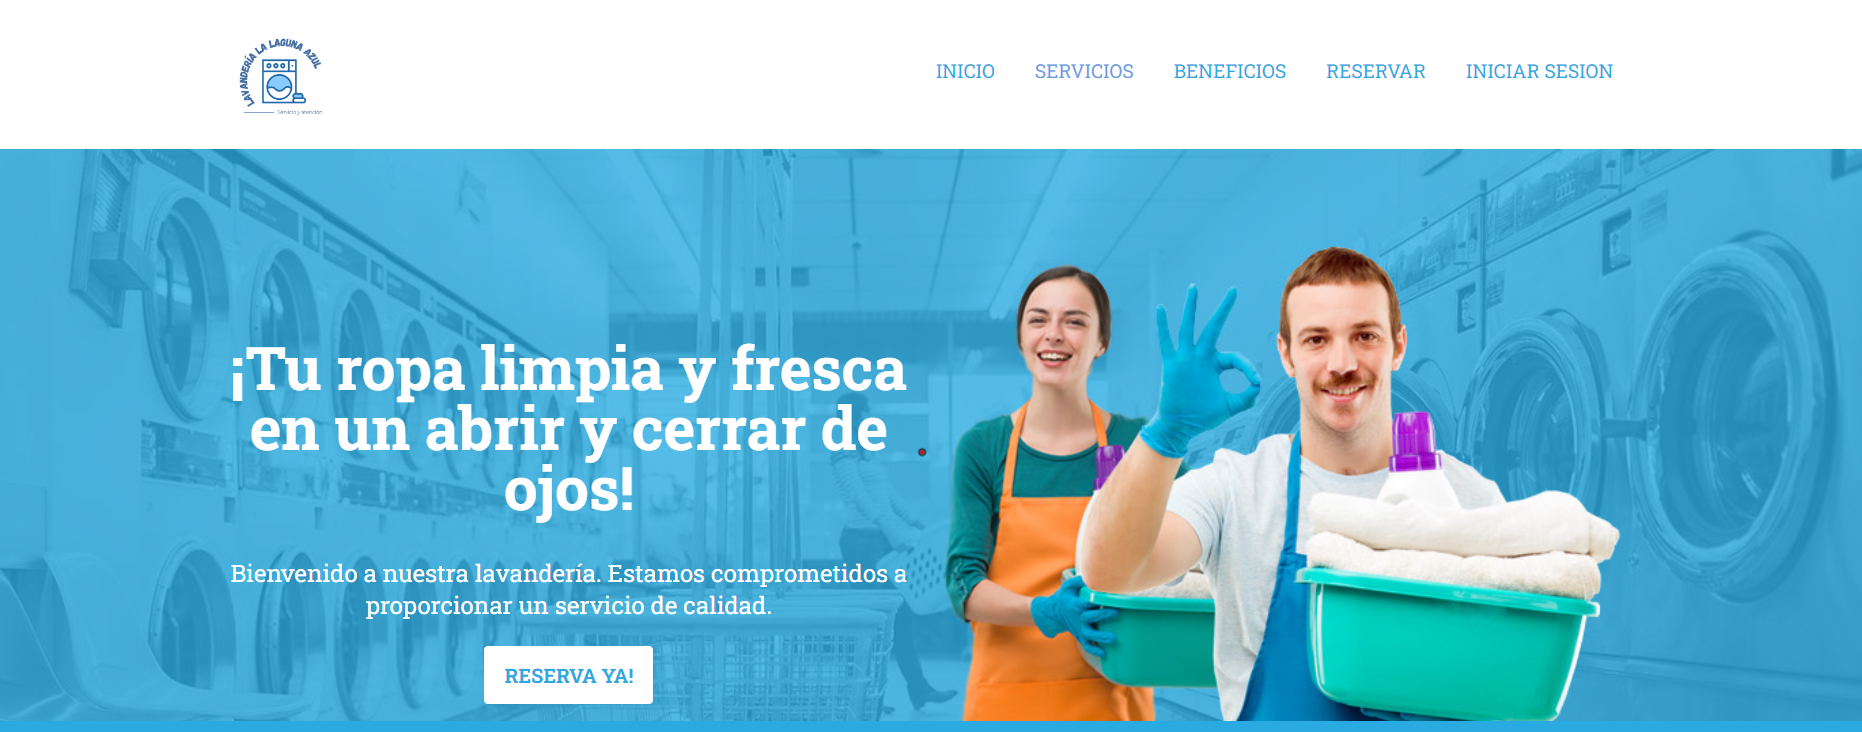 LAVANDERÍA LA LAGUNA AZUL
Servicio y atención
INICIO SERVICIOS BENEFICIOS RESERVAR INICIAR SESION
¡Tu ropa limpia y fresca
en un abrir y cerrar de
ojos!
Bienvenido a nuestra lavandería. Estamos comprometidos a
proporcionar un servicio de calidad.
RESERVA YA!